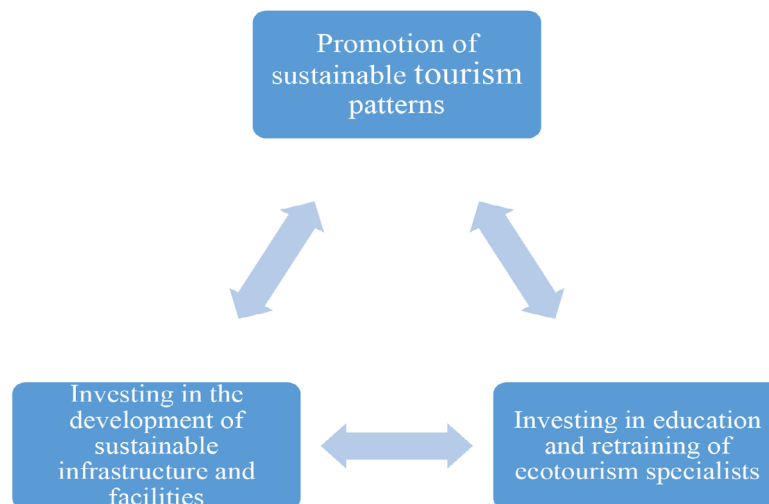 Promotion of
sustainable tourism
patterns
Investing in the
development of
sustainable
infrastructure and
facilities
Investing in education
and retraining of
ecotourism specialists